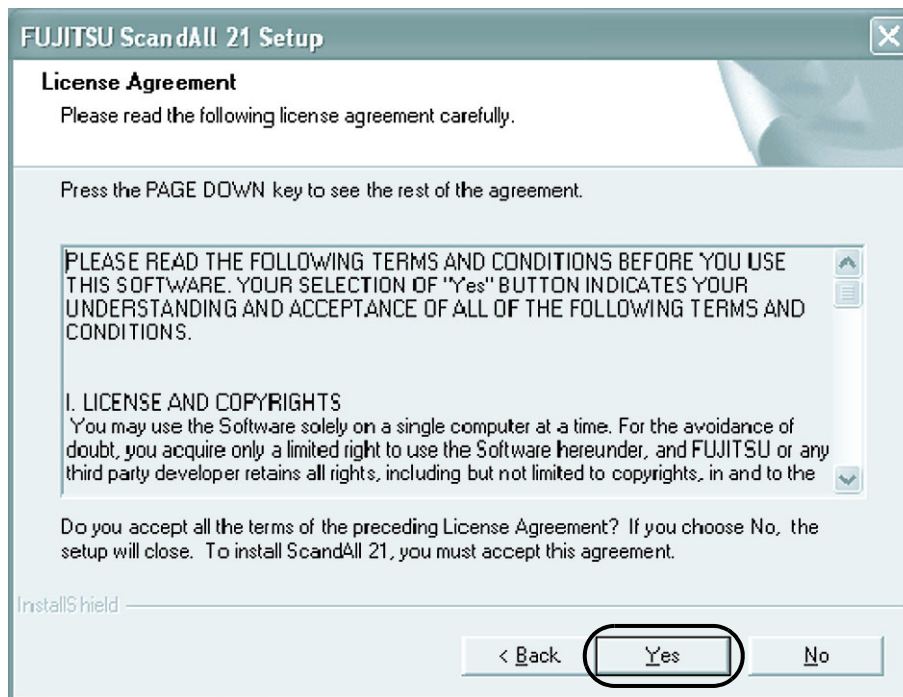 FUJITSU ScandAll 21 Setup
License Agreement
Please read the following license agreement carefully.
Press the PAGE DOWN key to see the rest of the agreement.
PLEASE READ THE FOLLOWING TERMS AND CONDITIONS BEFORE YOU USE
THIS SOFTWARE. YOUR SELECTION OF "Yes" BUTTON INDICATES YOUR
UNDERSTANDING AND ACCEPTANCE OF ALL OF THE FOLLOWING TERMS AND
CONDITIONS.
I. LICENSE AND COPYRIGHTS
You may use the Software solely on a single computer at a time. For the avoidance of
doubt, you acquire only a limited right to use the Software hereunder, and FUJITSU or any
third party developer retains all rights, including but not limited to copyrights, in and to the
Do you accept all the terms of the preceding License Agreement? If you choose No, the
setup will close. To install ScandAll 21, you must accept this agreement.
InstallShield
< Back Yes No